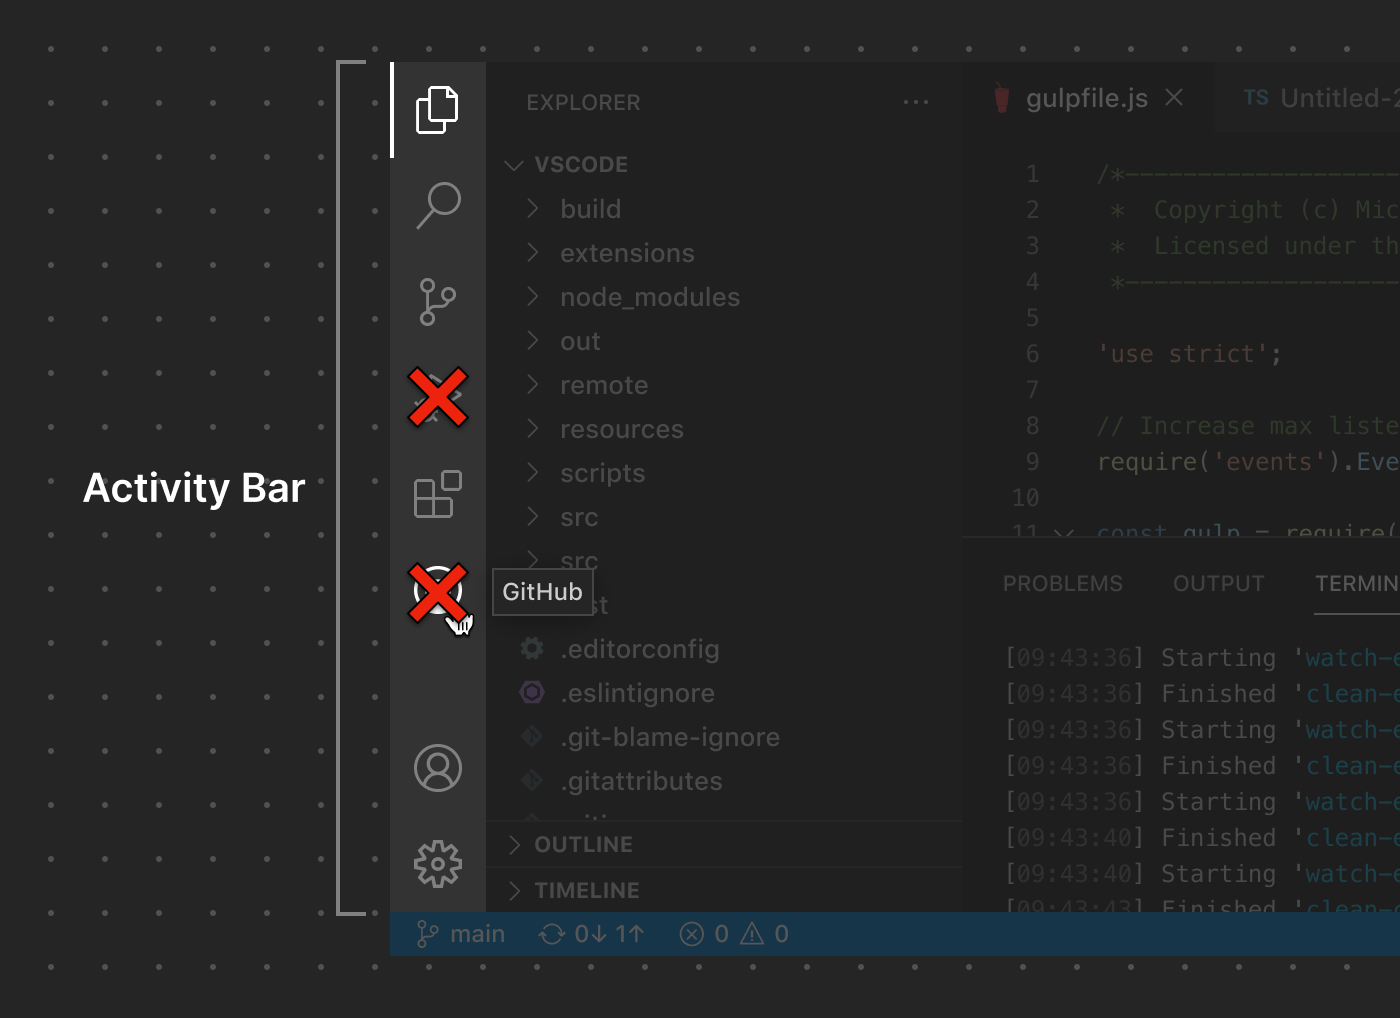 Activity Bar
EXPLORER
VSCODE
build
extensions
node_modules
out
remote
resources
scripts
src
src
GitHub
.editorconfig
.eslintignore
.git-blame-ignore
.gitattributes
OUTLINE
TIMELINE
gulpfile.js
TS Untitled-2
1 /*--------------------
2 * Copyright (c) Mic
3 * Licensed under th
4 *--------------------
5
6 'use strict';
7
8 // Increase max liste
9 require('events').Eve
10
11 const gulp = require(
PROBLEMS OUTPUT TERMIN
[09:43:36] Starting 'watch-e
[09:43:36] Finished 'clean-e
[09:43:36] Starting 'watch-e
[09:43:36] Finished 'clean-e
[09:43:36] Starting 'watch-e
[09:43:40] Finished 'clean-e
[09:43:40] Starting 'watch-e
[09:43:43] Finished 'clean-
main 0↓ 1↑ 0 0